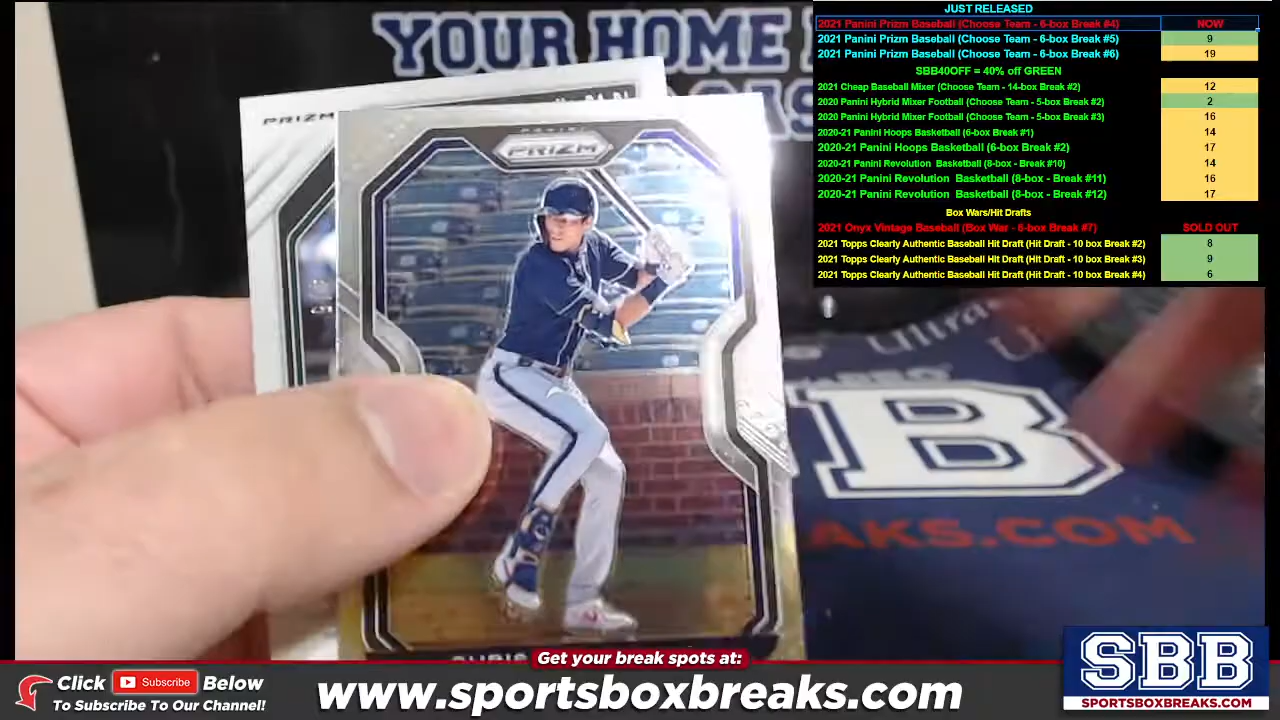 YOUR HOME
JUST RELEASED
2021 Panini Prizm Baseball (Choose Team - 6-box Break #4) NOW
2021 Panini Prizm Baseball (Choose Team - 6-box Break #5) 9
2021 Panini Prizm Baseball (Choose Team - 6-box Break #6) 19
SBB40OFF = 40% off GREEN
2021 Cheap Baseball Mixer (Choose Team - 14-box Break #2) 12
2020 Panini Hybrid Mixer Football (Choose Team - 5-box Break #2) 2
2020 Panini Hybrid Mixer Football (Choose Team - 5-box Break #3) 16
2020-21 Panini Hoops Basketball (6-box Break #1) 14
2020-21 Panini Hoops Basketball (6-box Break #2) 17
2020-21 Panini Revolution Basketball (8-box - Break #10) 14
2020-21 Panini Revolution Basketball (8-box - Break #11) 16
2020-21 Panini Revolution Basketball (8-box - Break #12) 17
Box Wars/Hit Drafts
2021 Onyx Vintage Baseball (Box War - 6-box Break #7) SOLD OUT
2021 Topps Clearly Authentic Baseball Hit Draft (Hit Draft - 10 box Break #2) 8
2021 Topps Clearly Authentic Baseball Hit Draft (Hit Draft - 10 box Break #3) 9
2021 Topps Clearly Authentic Baseball Hit Draft (Hit Draft - 10 box Break #4) 6
PRIZM
PANINI
PRIZM
Ultra
B
AKS.COM
CHRIS
Get your break spots at:
Click Subscribe Below
To Subscribe To Our Channel!
www.sportsboxbreaks.com
SBB
SPORTSBOXBREAKS.COM